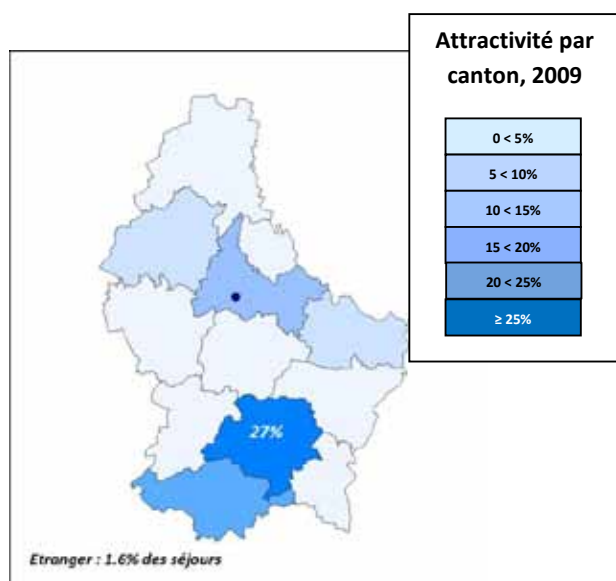 Attractivité par
canton, 2009
0 < 5%
5 < 10%
10 < 15%
15 < 20%
20 < 25%
≥ 25%
27%
Etranger : 1.6% des séjours